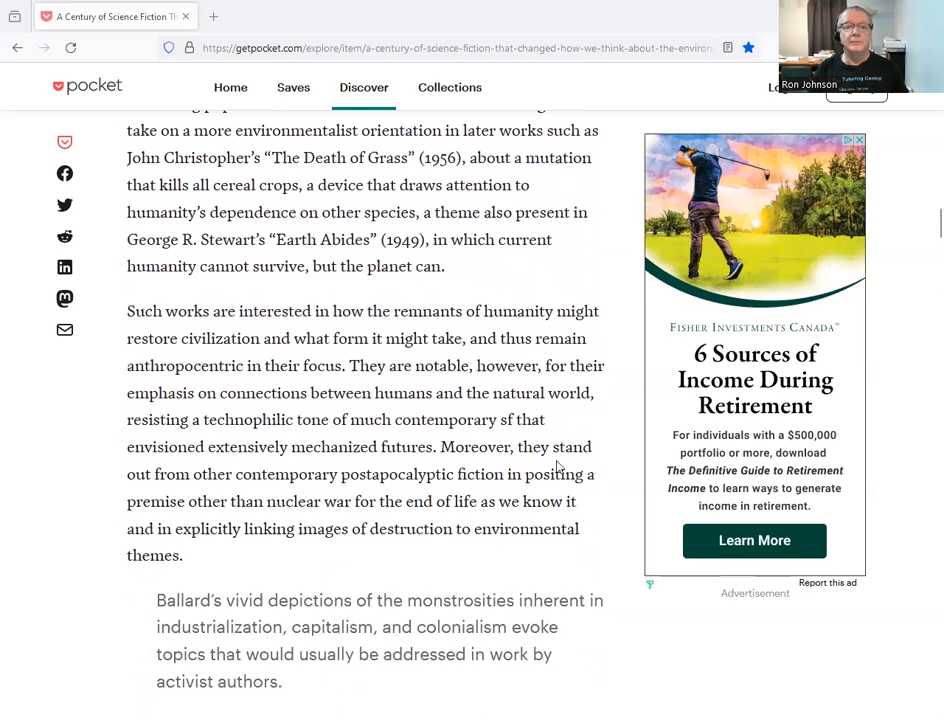 A Century of Science Fiction Th
https://getpocket.com/explore/item/a-century-of-science-fiction-that-changed-how-we-think-about-the-environ
Ron Johnson
Tutoring Central
pocket
Home
Saves
Discover
Collections
take on a more environmentalist orientation in later works such as
John Christopher’s “The Death of Grass” (1956), about a mutation
that kills all cereal crops, a device that draws attention to
humanity’s dependence on other species, a theme also present in
George R. Stewart’s “Earth Abides” (1949), in which current
humanity cannot survive, but the planet can.
Such works are interested in how the remnants of humanity might
restore civilization and what form it might take, and thus remain
anthropocentric in their focus. They are notable, however, for their
emphasis on connections between humans and the natural world,
resisting a technophilic tone of much contemporary sf that
envisioned extensively mechanized futures. Moreover, they stand
out from other contemporary postapocalyptic fiction in positing a
premise other than nuclear war for the end of life as we know it
and in explicitly linking images of destruction to environmental
themes.
Ballard’s vivid depictions of the monstrosities inherent in
industrialization, capitalism, and colonialism evoke
topics that would usually be addressed in work by
activist authors.
FISHER INVESTMENTS CANADA™
6 Sources of
Income During
Retirement
For individuals with a $500,000
portfolio or more, download
The Definitive Guide to Retirement
Income to learn ways to generate
income in retirement.
Learn More
Report this ad
Advertisement